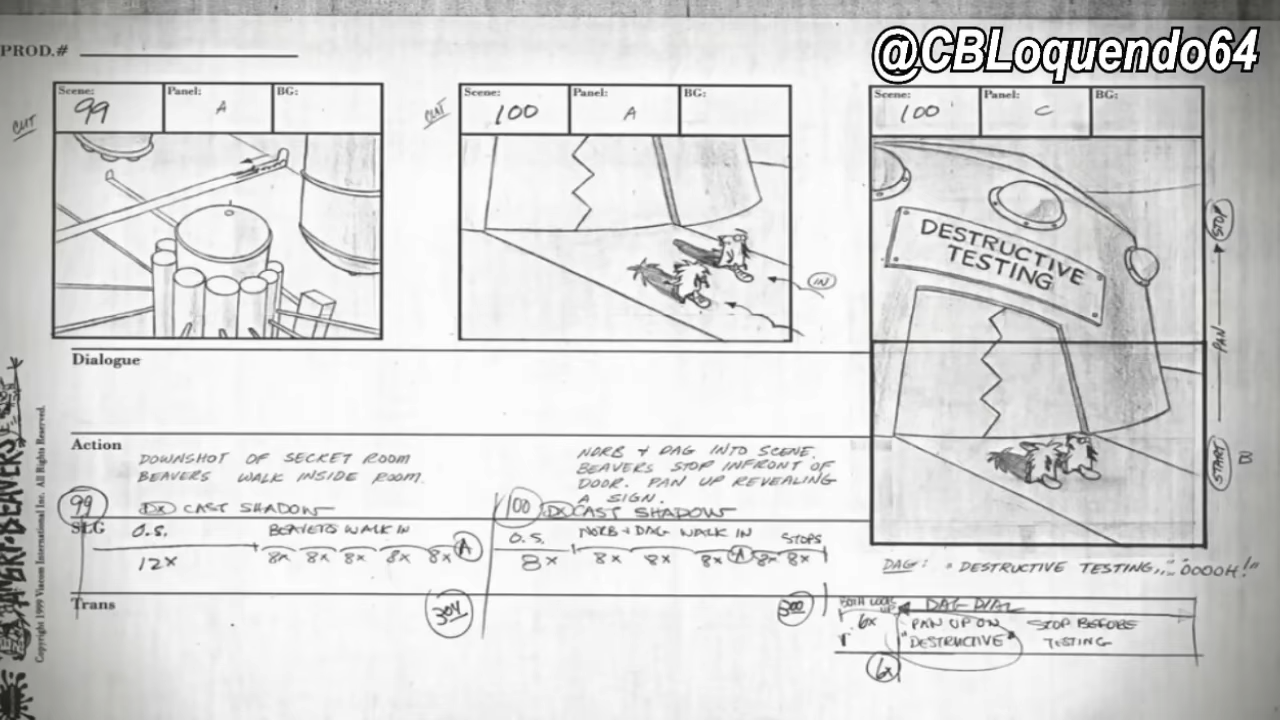 @CBLoquendo64
PROD.#
CUT
Scene: 99
Panel: A
BG:
CUT
Scene: 100
Panel: A
BG:
Scene: 100
Panel: C
BG:
DESTRUCTIVE
TESTING
IN
STOP
PAN
START
B
Dialogue
Action
DOWNSHOT OF SECRET ROOM
BEAVERS WALK INSIDE ROOM.
99
DX CAST SHADOW
NORB & DAG INTO SCENE.
BEAVERS STOP INFRONT OF
DOOR. PAN UP REVEALING
A SIGN.
100
DX CAST SHADOW
SLG
O.S.
BEAVERS WALK IN
12x
8x 8x 8x 8x 8x A
O.S.
NORB & DAG WALK IN
STOPS
8x
8x 8x 8x A 8x 8x
DAG: "DESTRUCTIVE TESTING,,, "OOOOH!"
Trans
BOTH LOOK UP
DAG DIAL
6x
PAN UP ON
"DESTRUCTIVE"
STOP BEFORE
TESTING
6x
ANGRY BEAVERS
Copyright 1999 Viacom International Inc. All Rights Reserved.